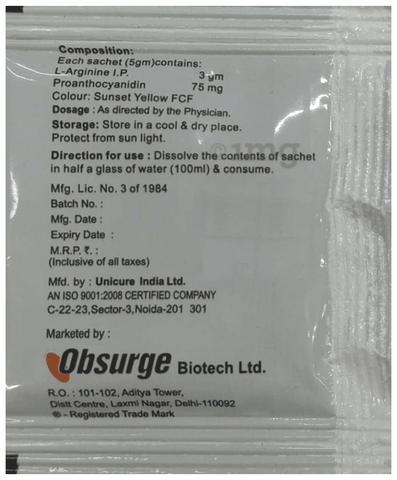 Composition:
Each sachet (5gm)contains:
L-Arginine I.P. 3 gm
Proanthocyanidin 75 mg
Colour: Sunset Yellow FCF
Dosage : As directed by the Physician.
Storage: Store in a cool & dry place.
Protect from sun light.
Direction for use : Dissolve the contents of sachet
in half a glass of water (100ml) & consume.
Mfg. Lic. No. 3 of 1984
Batch No. :
Mfg. Date :
Expiry Date :
M.R.P. ₹. :
(Inclusive of all taxes)
Mfd. by : Unicure India Ltd.
AN ISO 9001:2008 CERTIFIED COMPANY
C-22-23,Sector-3,Noida-201 301
Marketed by :
Obsurge Biotech Ltd.
R.O. : 101-102, Aditya Tower,
Distt Centre, Laxmi Nagar, Delhi-110092
® - Registered Trade Mark
1mg